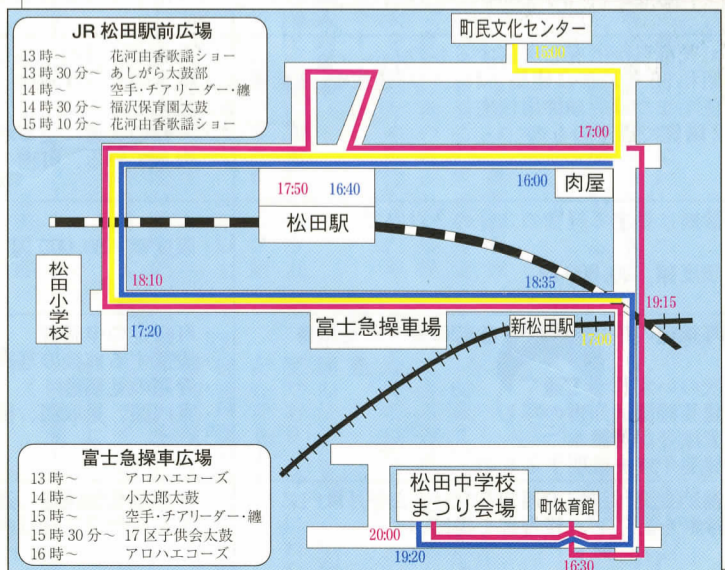 JR 松田駅前広場
13時～ 花河由香歌謡ショー
13時30分～ あしがら太鼓部
14時～ 空手・チアリーダー・纏
14時30分～ 福沢保育園太鼓
15時10分～ 花河由香歌謡ショー
町民文化センター
15:00
17:00
17:50 16:40
松田駅
16:00
肉屋
松田小学校
18:10
17:20
18:35
19:15
富士急操車場
新松田駅
17:00
富士急操車広場
13時～ アロハエコーズ
14時～ 小太郎太鼓
15時～ 空手・チアリーダー・纏
15時30分～ 17区子供会太鼓
16時～ アロハエコーズ
松田中学校
まつり会場
町体育館
20:00
19:20
16:30